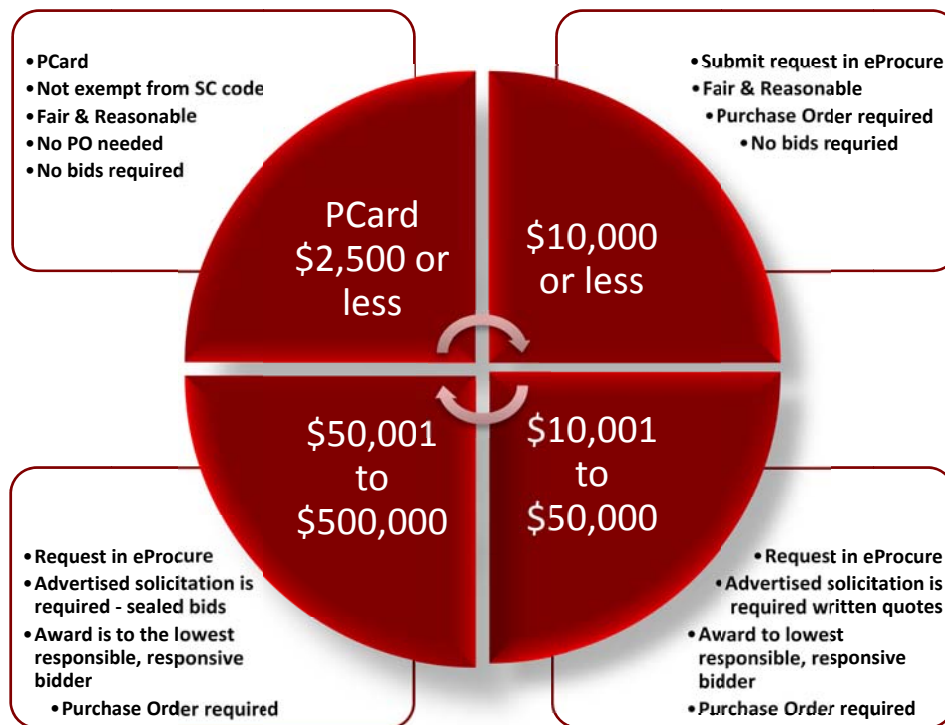 •PCard
•Not exempt from SC code
•Fair & Reasonable
•No PO needed
•No bids required
•Submit request in eProcure
•Fair & Reasonable
•Purchase Order required
•No bids requried
PCard
$2,500 or
less
$10,000
or less
$50,001
to
$500,000
$10,001
to
$50,000
•Request in eProcure
•Advertised solicitation is
required - sealed bids
•Award is to the lowest
responsible, responsive
bidder
•Purchase Order required
•Request in eProcure
•Advertised solicitation is
required written quotes
•Award to lowest
responsible, responsive
bidder
•Purchase Order required